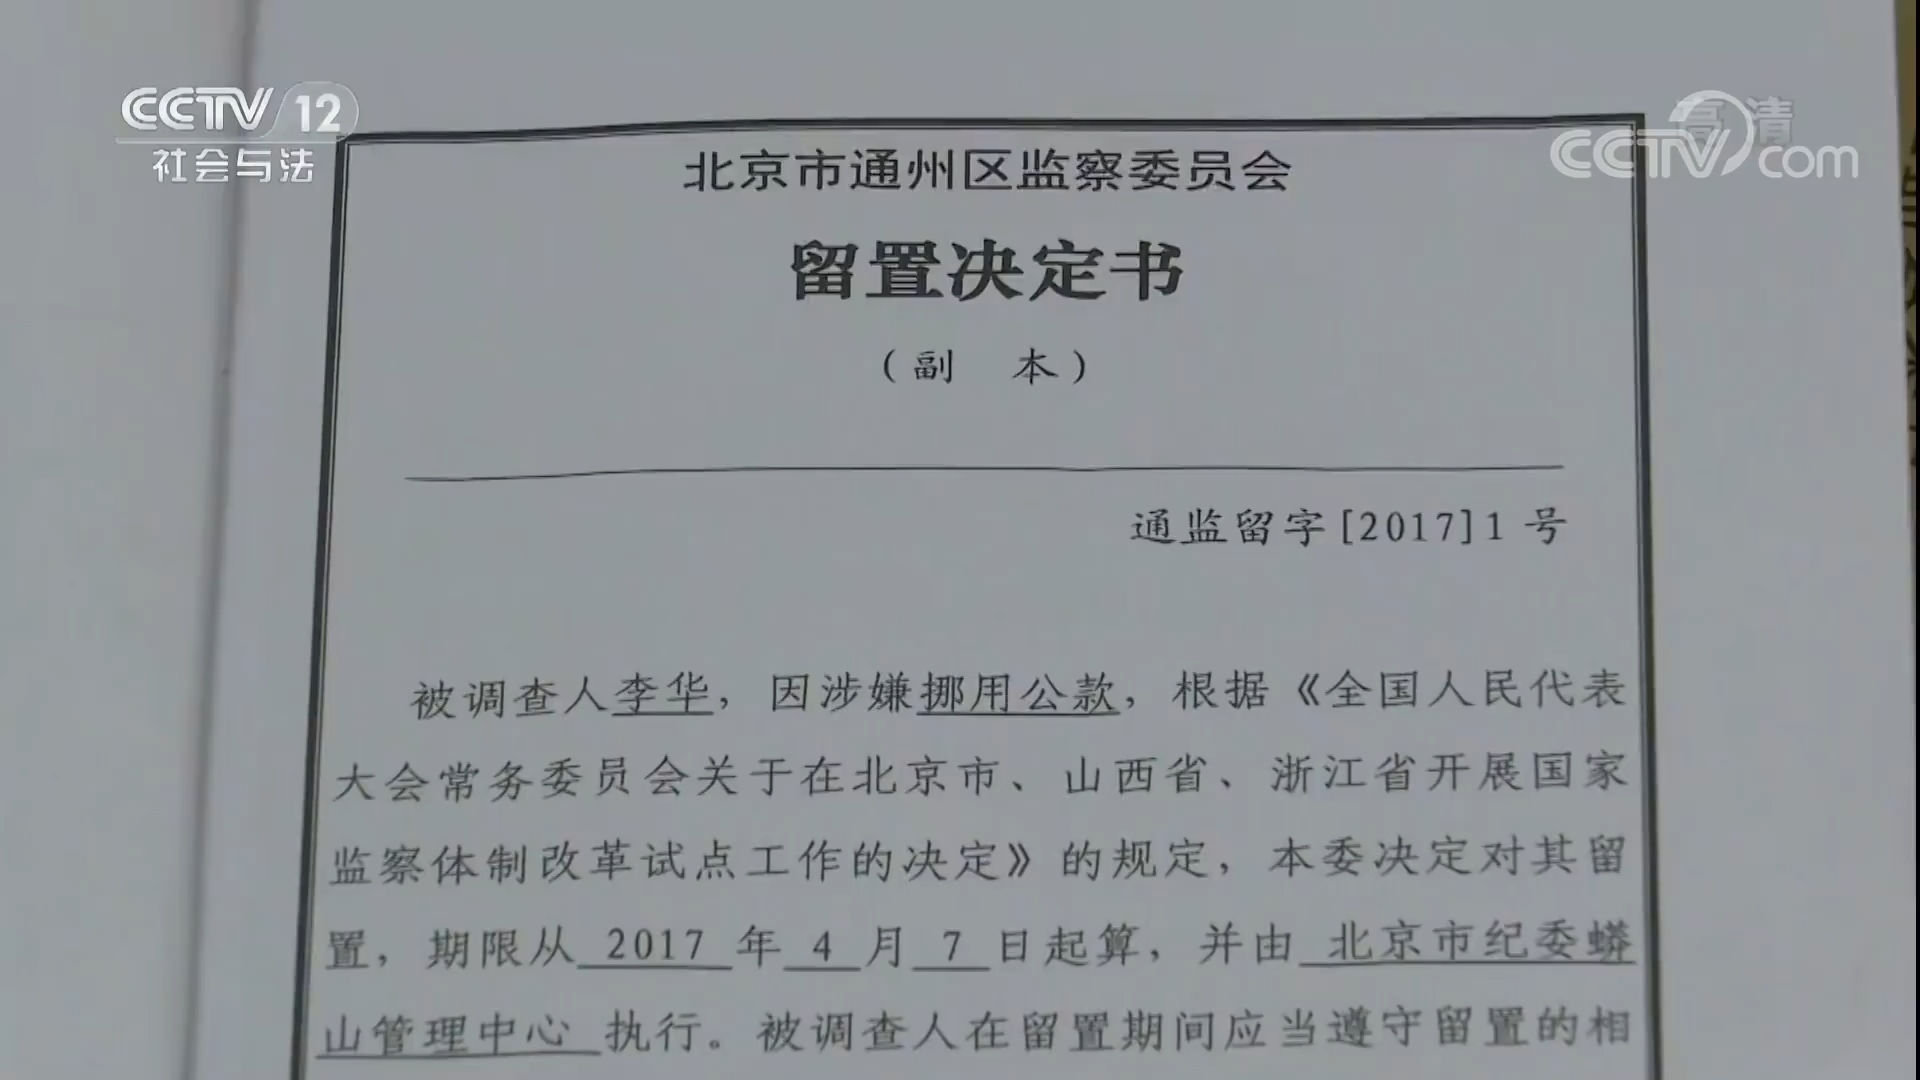 CCTV 12
社会与法
高清
CCTV.com
北京市通州区监察委员会
留置决定书
（副 本）
通监留字[2017]1 号
被调查人李华，因涉嫌挪用公款，根据《全国人民代表
大会常务委员会关于在北京市、山西省、浙江省开展国家
监察体制改革试点工作的决定》的规定，本委决定对其留
置，期限从 2017 年 4 月 7 日起算，并由 北京市纪委蟒
山管理中心 执行。被调查人在留置期间应当遵守留置的相